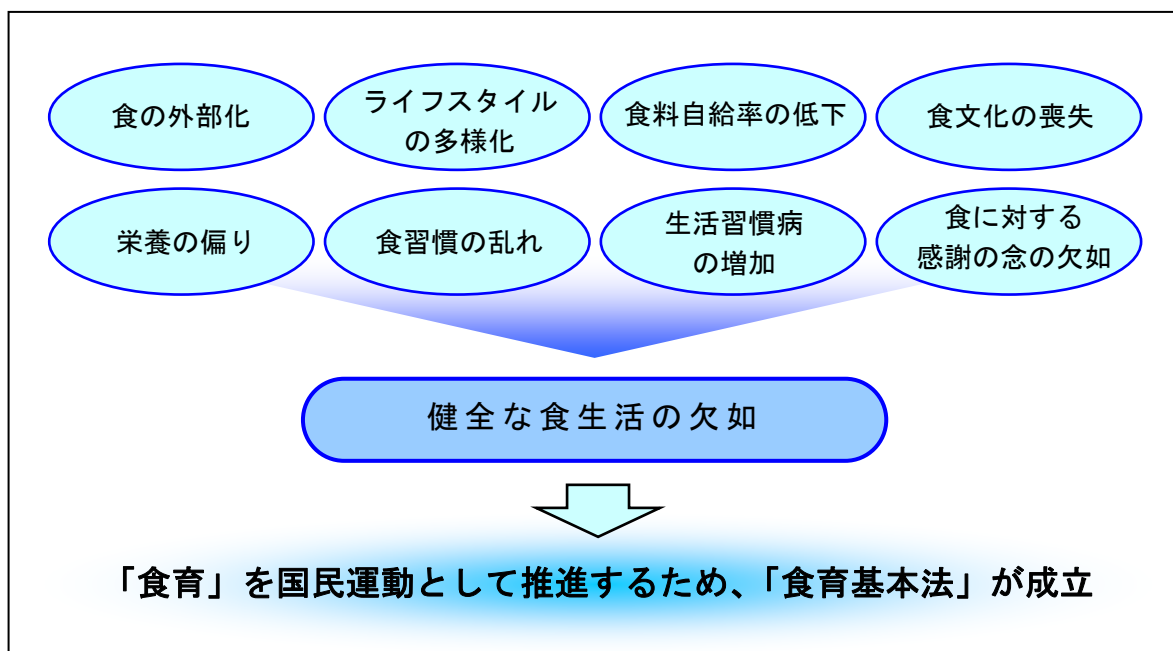 食の外部化
ライフスタイル
の多様化
食料自給率の低下
食文化の喪失
栄養の偏り
食習慣の乱れ
生活習慣病
の増加
食に対する
感謝の念の欠如
健全な食生活の欠如
「食育」を国民運動として推進するため、「食育基本法」が成立